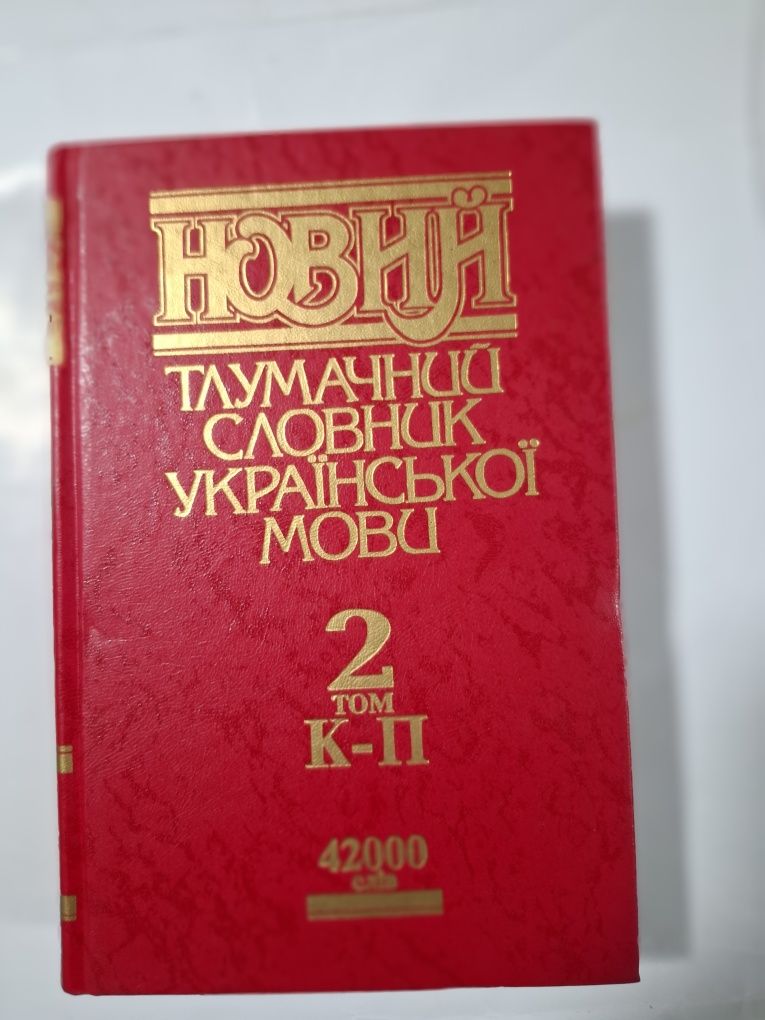 НОВИЙ
ТЛУМАЧНИЙ
СЛОВНИК
УКРАЇНСЬКОЇ
МОВИ
2
ТОМ
К-П
42000
слів